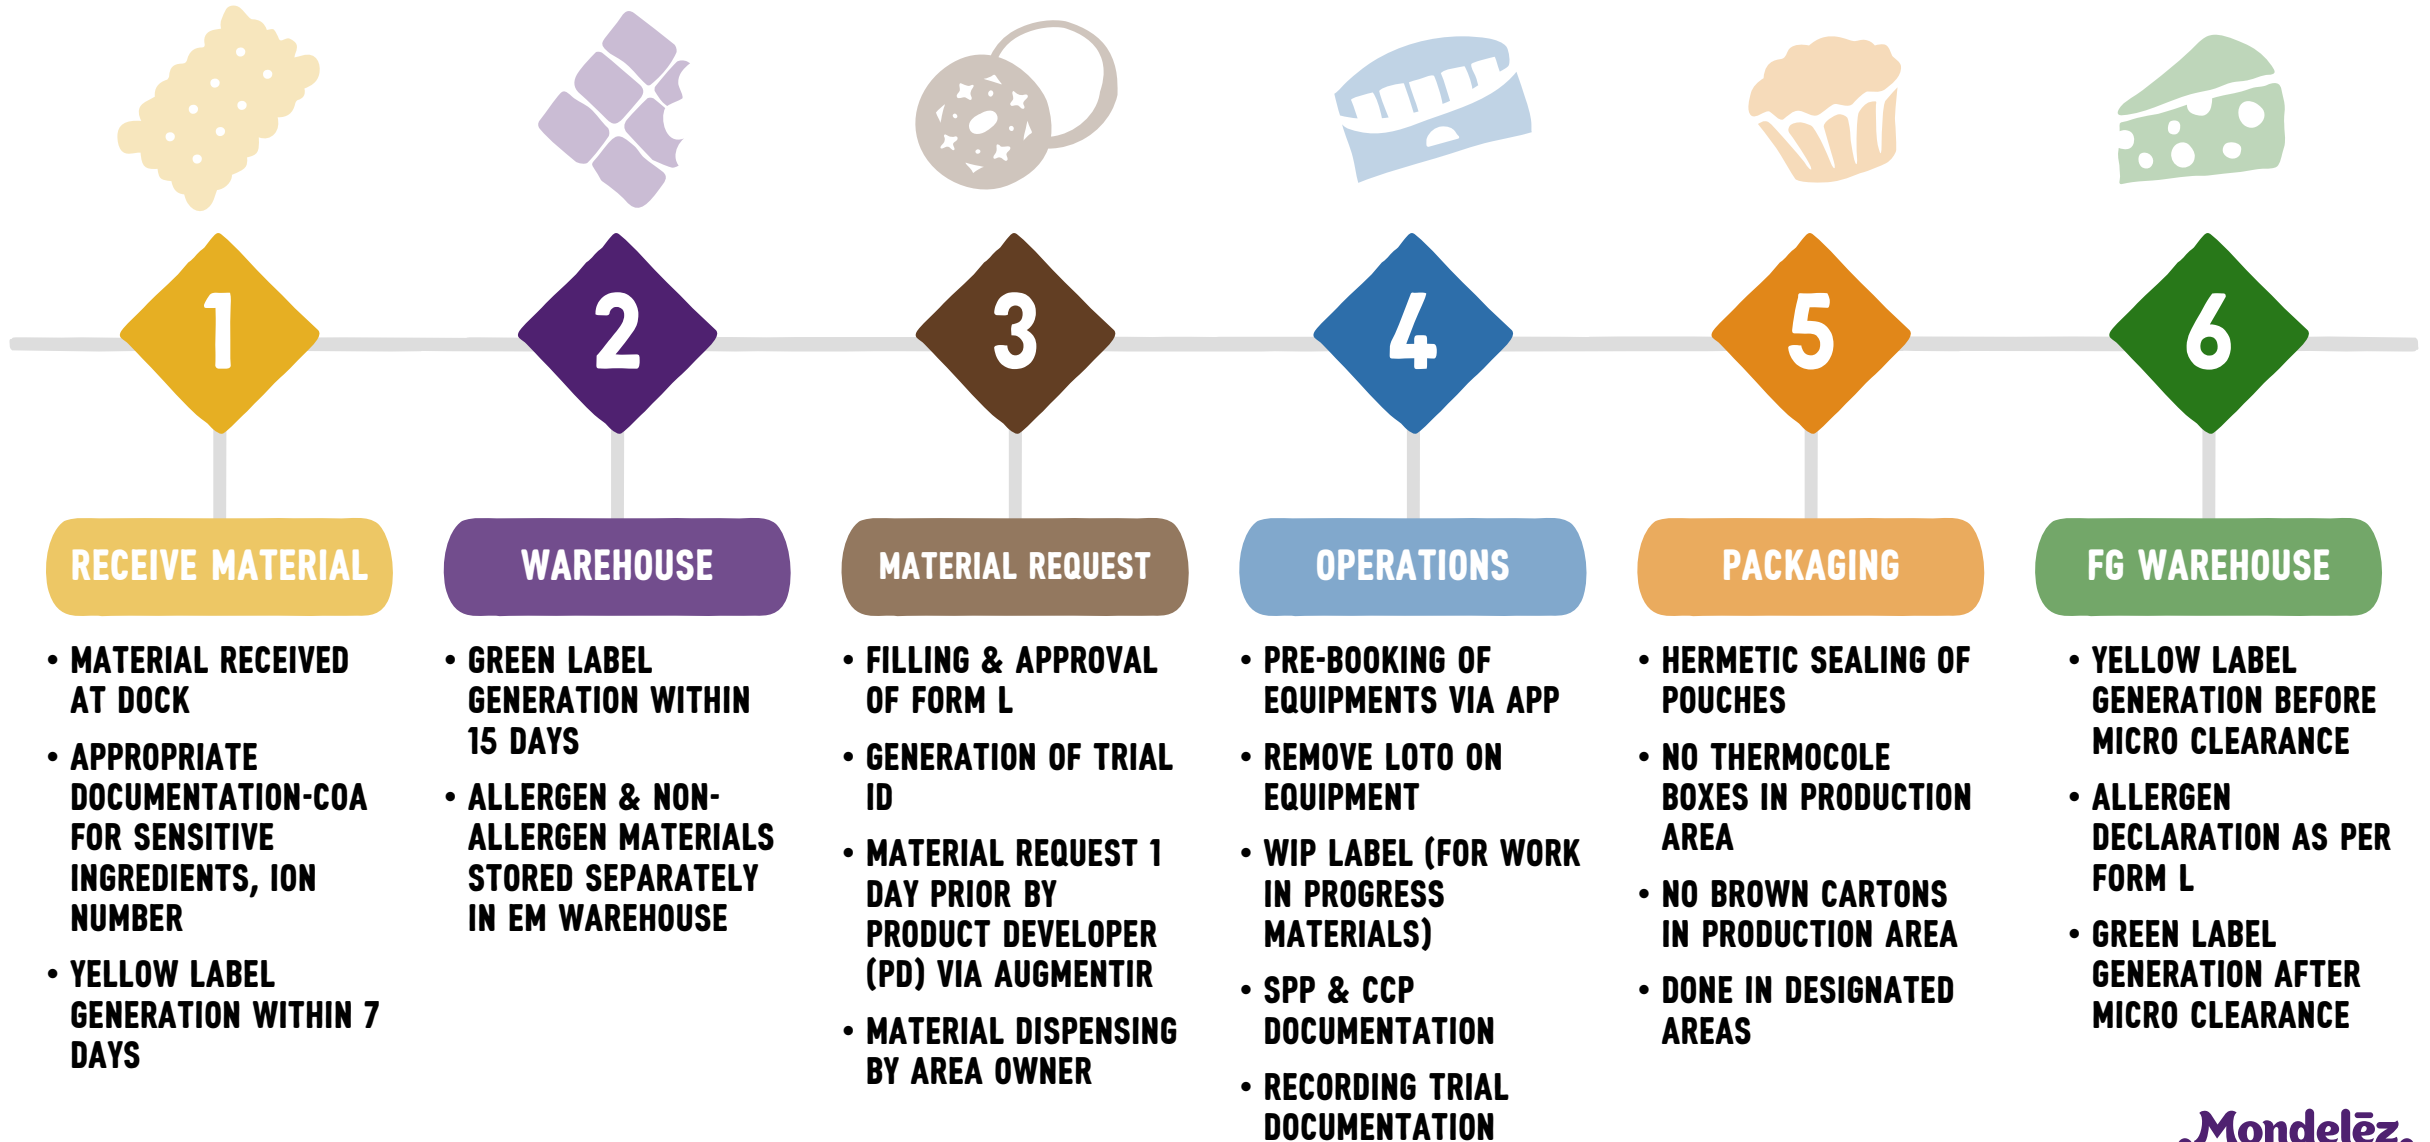 1
2
3
4
5
6
RECEIVE MATERIAL
• MATERIAL RECEIVED
AT DOCK
• APPROPRIATE
DOCUMENTATION-COA
FOR SENSITIVE
INGREDIENTS, ION
NUMBER
• YELLOW LABEL
GENERATION WITHIN 7
DAYS
WAREHOUSE
• GREEN LABEL
GENERATION WITHIN
15 DAYS
• ALLERGEN & NON-
ALLERGEN MATERIALS
STORED SEPARATELY
IN EM WAREHOUSE
MATERIAL REQUEST
• FILLING & APPROVAL
OF FORM L
• GENERATION OF TRIAL
ID
• MATERIAL REQUEST 1
DAY PRIOR BY
PRODUCT DEVELOPER
(PD) VIA AUGMENTIR
• MATERIAL DISPENSING
BY AREA OWNER
OPERATIONS
• PRE-BOOKING OF
EQUIPMENTS VIA APP
• REMOVE LOTO ON
EQUIPMENT
• WIP LABEL (FOR WORK
IN PROGRESS
MATERIALS)
• SPP & CCP
DOCUMENTATION
• RECORDING TRIAL
DOCUMENTATION
PACKAGING
• HERMETIC SEALING OF
POUCHES
• NO THERMOCOLE
BOXES IN PRODUCTION
AREA
• NO BROWN CARTONS
IN PRODUCTION AREA
• DONE IN DESIGNATED
AREAS
FG WAREHOUSE
• YELLOW LABEL
GENERATION BEFORE
MICRO CLEARANCE
• ALLERGEN
DECLARATION AS PER
FORM L
• GREEN LABEL
GENERATION AFTER
MICRO CLEARANCE
Mondelēz